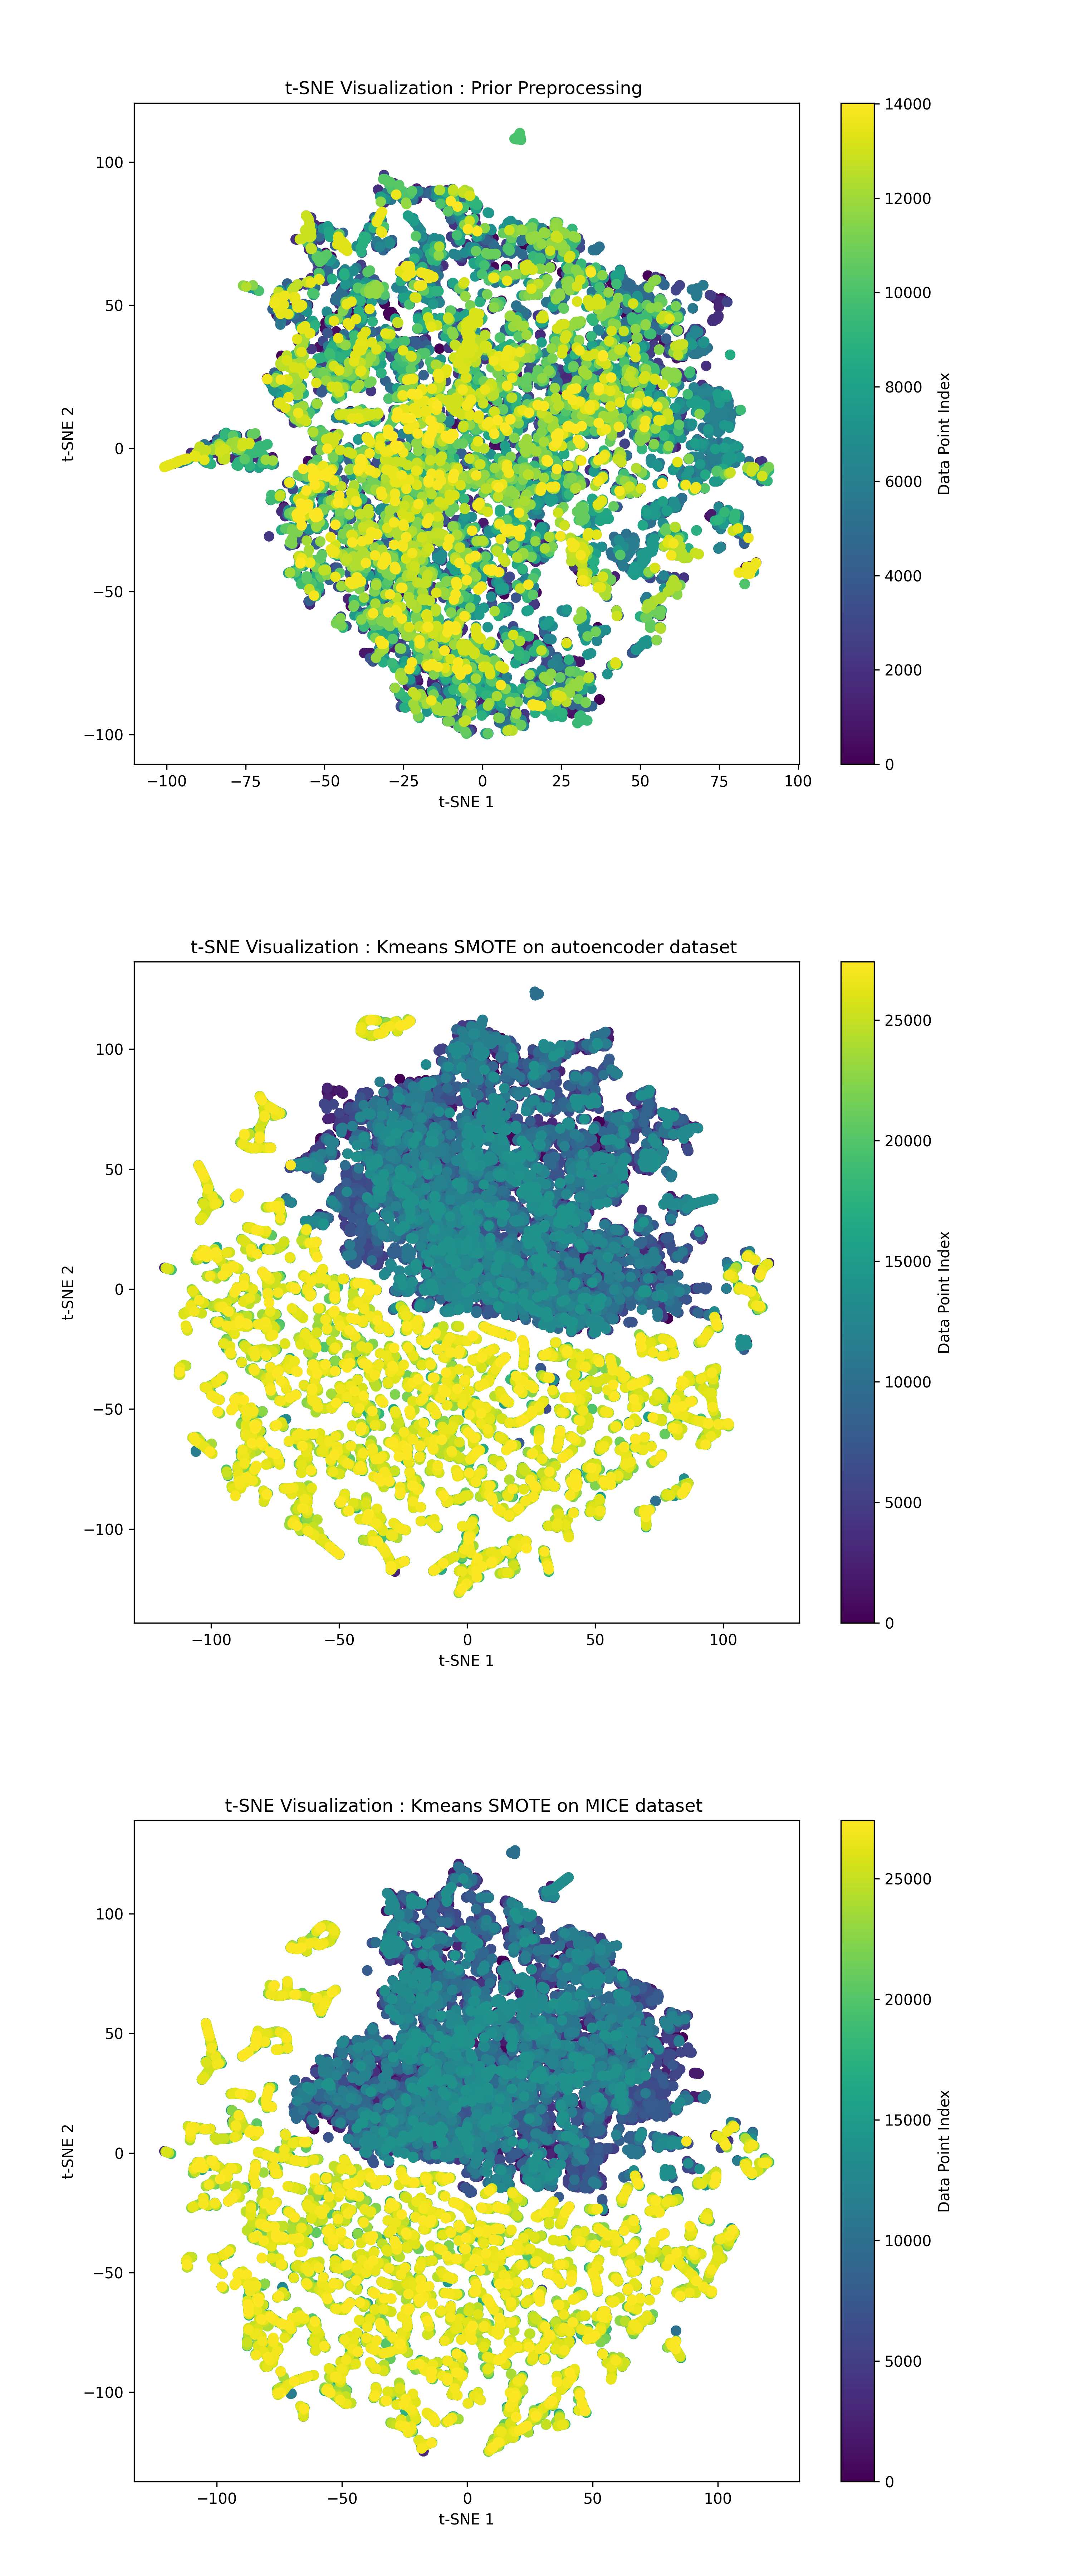 t-SNE Visualization : Prior Preprocessing
100
50
0
−50
−100
t-SNE 2
−100 −75 −50 −25 0 25 50 75 100
t-SNE 1
14000
12000
10000
8000
6000
4000
2000
0
Data Point Index
t-SNE Visualization : Kmeans SMOTE on autoencoder dataset
100
50
0
−50
−100
t-SNE 2
−100 −50 0 50 100
t-SNE 1
25000
20000
15000
10000
5000
0
Data Point Index
t-SNE Visualization : Kmeans SMOTE on MICE dataset
100
50
0
−50
−100
t-SNE 2
−100 −50 0 50 100
t-SNE 1
25000
20000
15000
10000
5000
0
Data Point Index